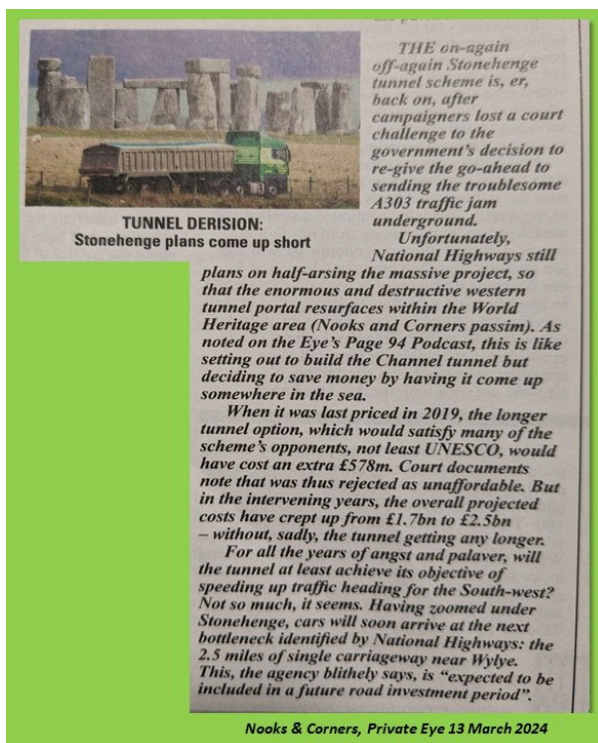 THE on-again
off-again Stonehenge
tunnel scheme is, er,
back on, after
campaigners lost a court
challenge to the
government's decision to
re-give the go-ahead to
sending the troublesome
A303 traffic jam
underground.
TUNNEL DERISION:
Stonehenge plans come up short
Unfortunately,
National Highways still
plans on half-arsing the massive project, so
that the enormous and destructive western
tunnel portal resurfaces within the World
Heritage area (Nooks and Corners passim). As
noted on the Eye's Page 94 Podcast, this is like
setting out to build the Channel tunnel but
deciding to save money by having it come up
somewhere in the sea.
When it was last priced in 2019, the longer
tunnel option, which would satisfy many of the
scheme's opponents, not least UNESCO, would
have cost an extra £578m. Court documents
note that was thus rejected as unaffordable. But
in the intervening years, the overall projected
costs have crept up from £1.7bn to £2.5bn
– without, sadly, the tunnel getting any longer.
For all the years of angst and palaver, will
the tunnel at least achieve its objective of
speeding up traffic heading for the South-west?
Not so much, it seems. Having zoomed under
Stonehenge, cars will soon arrive at the next
bottleneck identified by National Highways: the
2.5 miles of single carriageway near Wylye.
This, the agency blithely says, is "expected to be
included in a future road investment period".
Nooks & Corners, Private Eye 13 March 2024